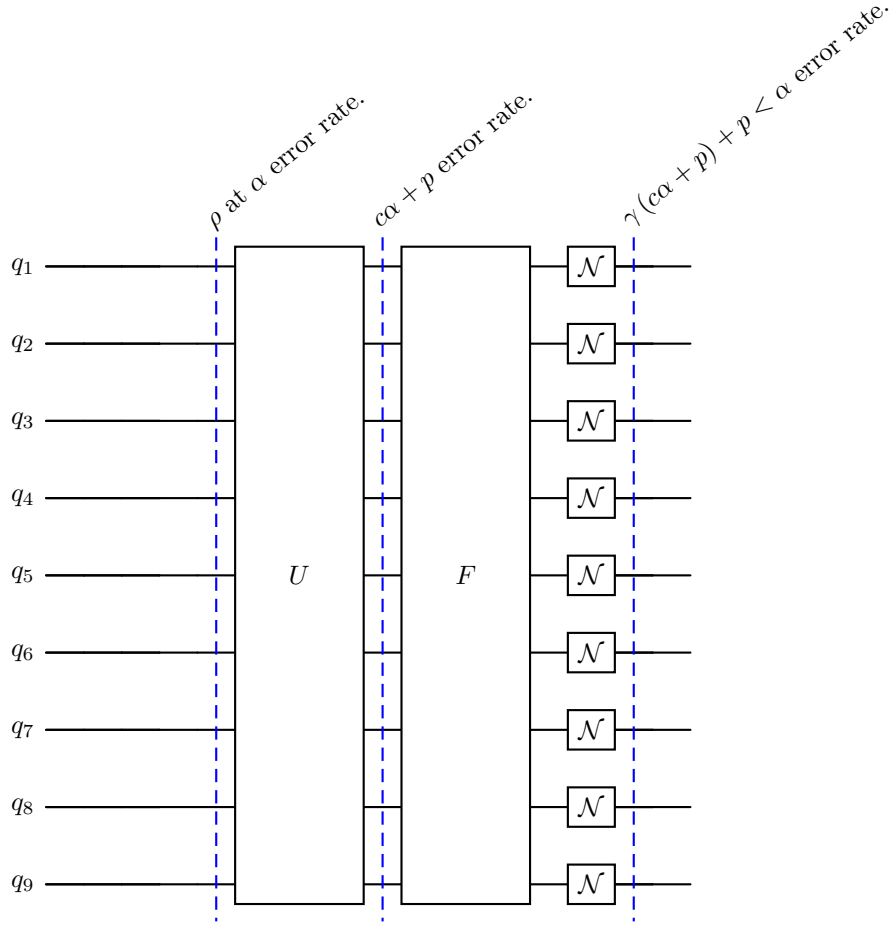 ρ at α error rate.
cα + p error rate.
γ (cα + p) + p < α error rate.
q₁ 𝒩
q₂ 𝒩
q₃ 𝒩
q₄ 𝒩
q₅ U F 𝒩
q₆ 𝒩
q₇ 𝒩
q₈ 𝒩
q₉ 𝒩